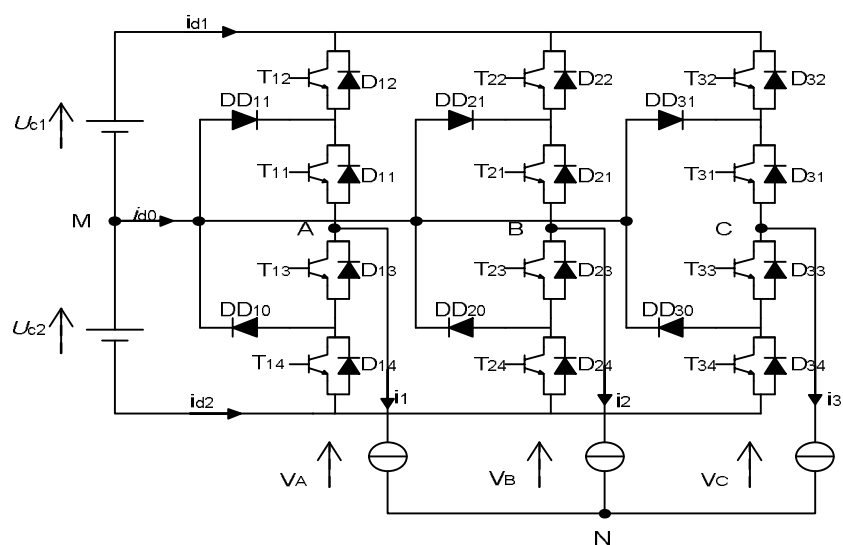 id1
T12 D12 T22 D22 T32 D32
DD11 DD21 DD31
Uc1
T11 D11 T21 D21 T31 D31
M id0 A B C
T13 D13 T23 D23 T33 D33
DD10 DD20 DD30
Uc2
T14 D14 T24 D24 T34 D34
id2 i1 i2 i3
VA VB VC
N